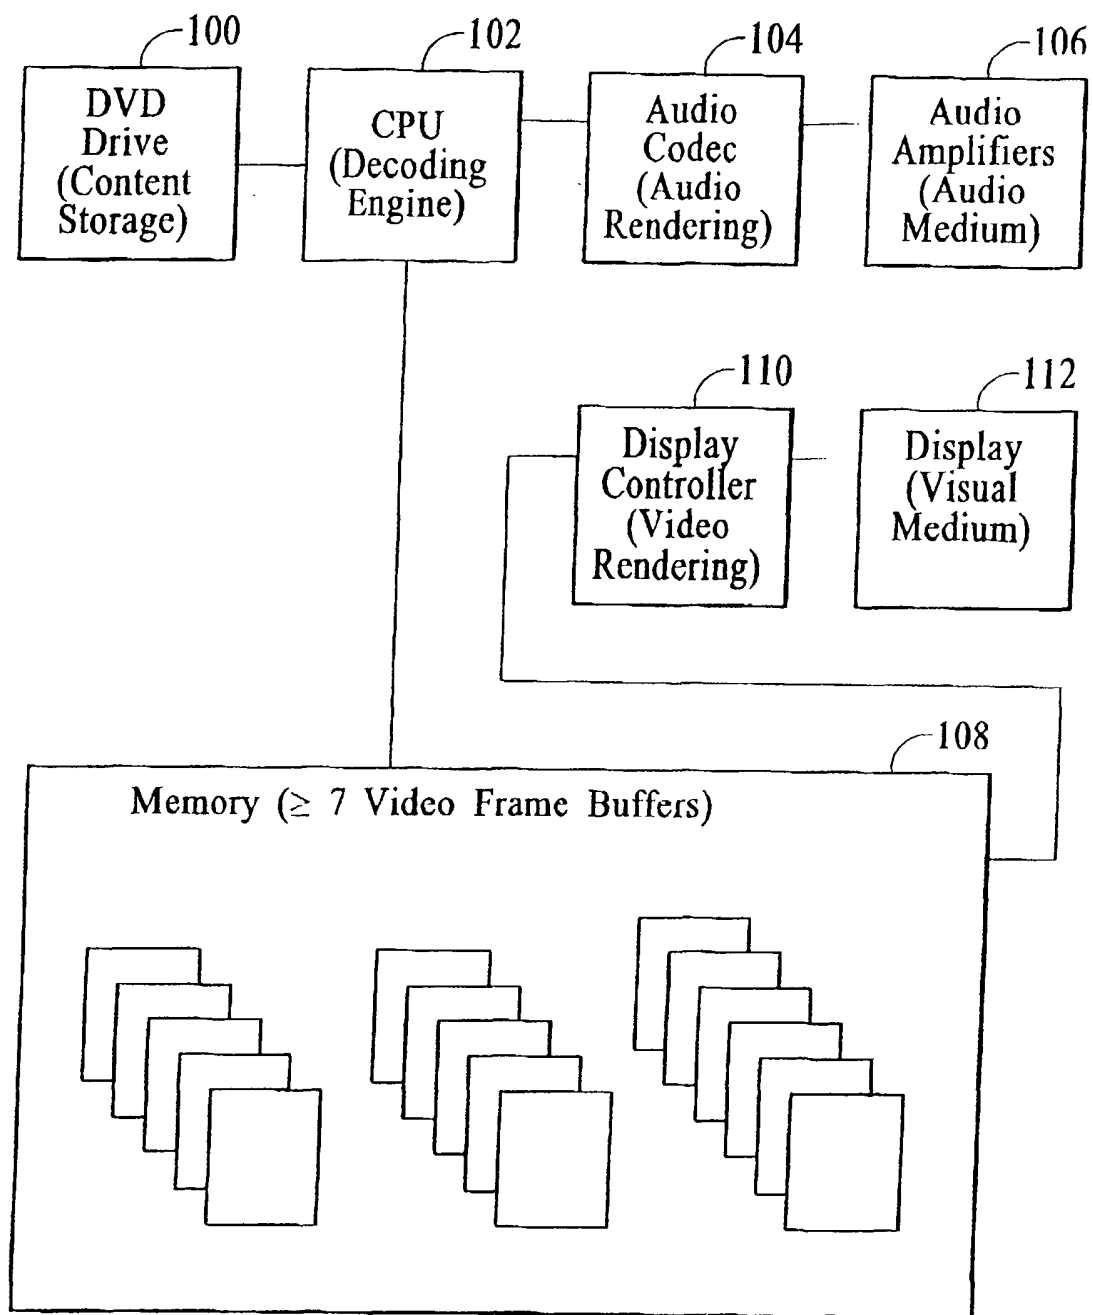 100
DVD
Drive
(Content
Storage)
102
CPU
(Decoding
Engine)
104
Audio
Codec
(Audio
Rendering)
106
Audio
Amplifiers
(Audio
Medium)
110
Display
Controller
(Video
Rendering)
112
Display
(Visual
Medium)
108
Memory (≥ 7 Video Frame Buffers)